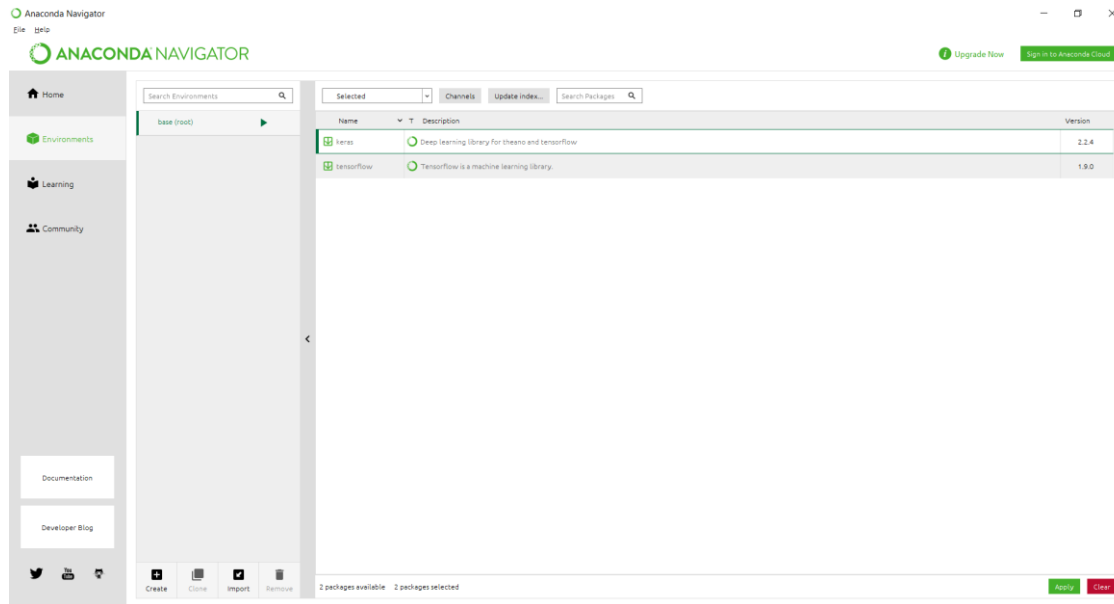 Anaconda Navigator
File Help
ANACONDA NAVIGATOR
i Upgrade Now
Sign in to Anaconda Cloud
Home
Environments
Learning
Community
Documentation
Developer Blog
You Tube
Search Environments
base (root)
Create Clone Import Remove
Selected Channels Update index... Search Packages
Name T Description Version
keras Deep learning library for theano and tensorflow 2.2.4
tensorflow Tensorflow is a machine learning library. 1.9.0
2 packages available 2 packages selected
Apply Clear